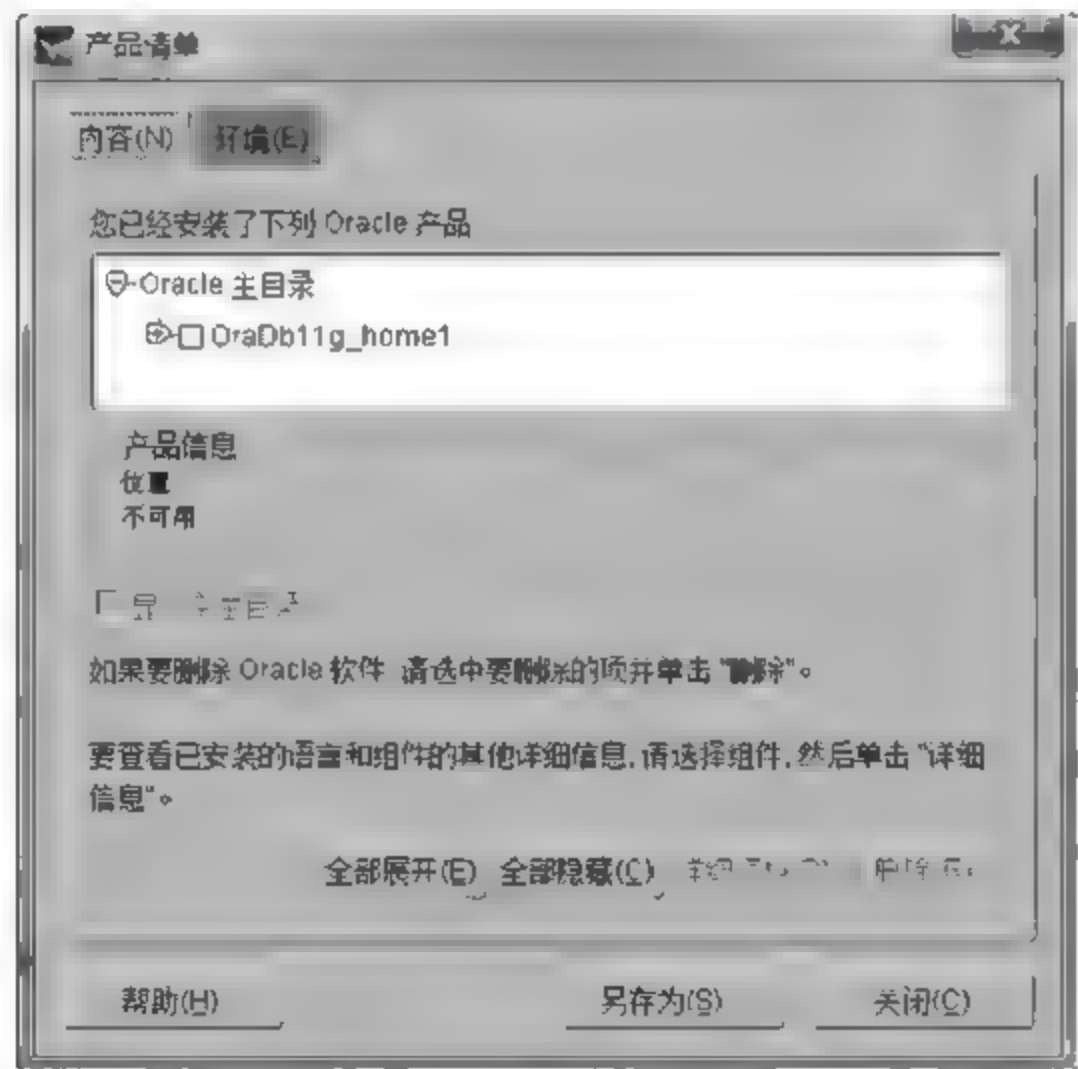 产品清单
内容(N) 环境(E)
您已经安装了下列 Oracle 产品
Oracle 主目录
OraDb11g_home1
产品信息
位置
不可用
如果要删除 Oracle 软件 请选中要删除的项并单击 "删除"。
要查看已安装的语言和组件的其他详细信息, 请选择组件, 然后单击 "详细
信息"。
全部展开(E) 全部隐藏(C)
帮助(H) 另存为(S) 关闭(C)